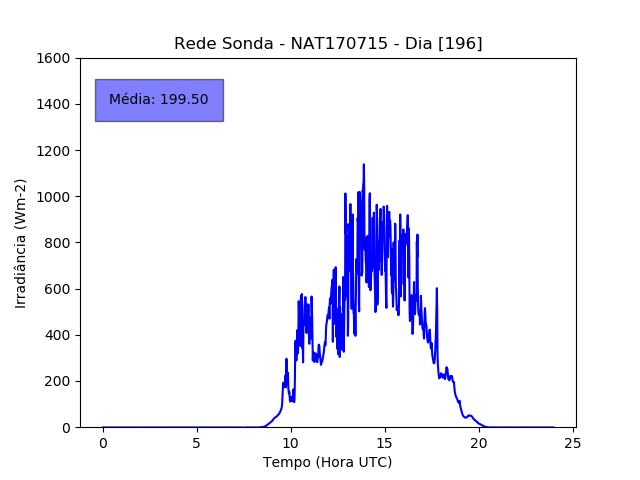 Rede Sonda - NAT170715 - Dia [196]
1600
1400
1200
1000
800
600
400
200
0
Irradiância (Wm-2)
Média: 199.50
0 5 10 15 20 25
Tempo (Hora UTC)